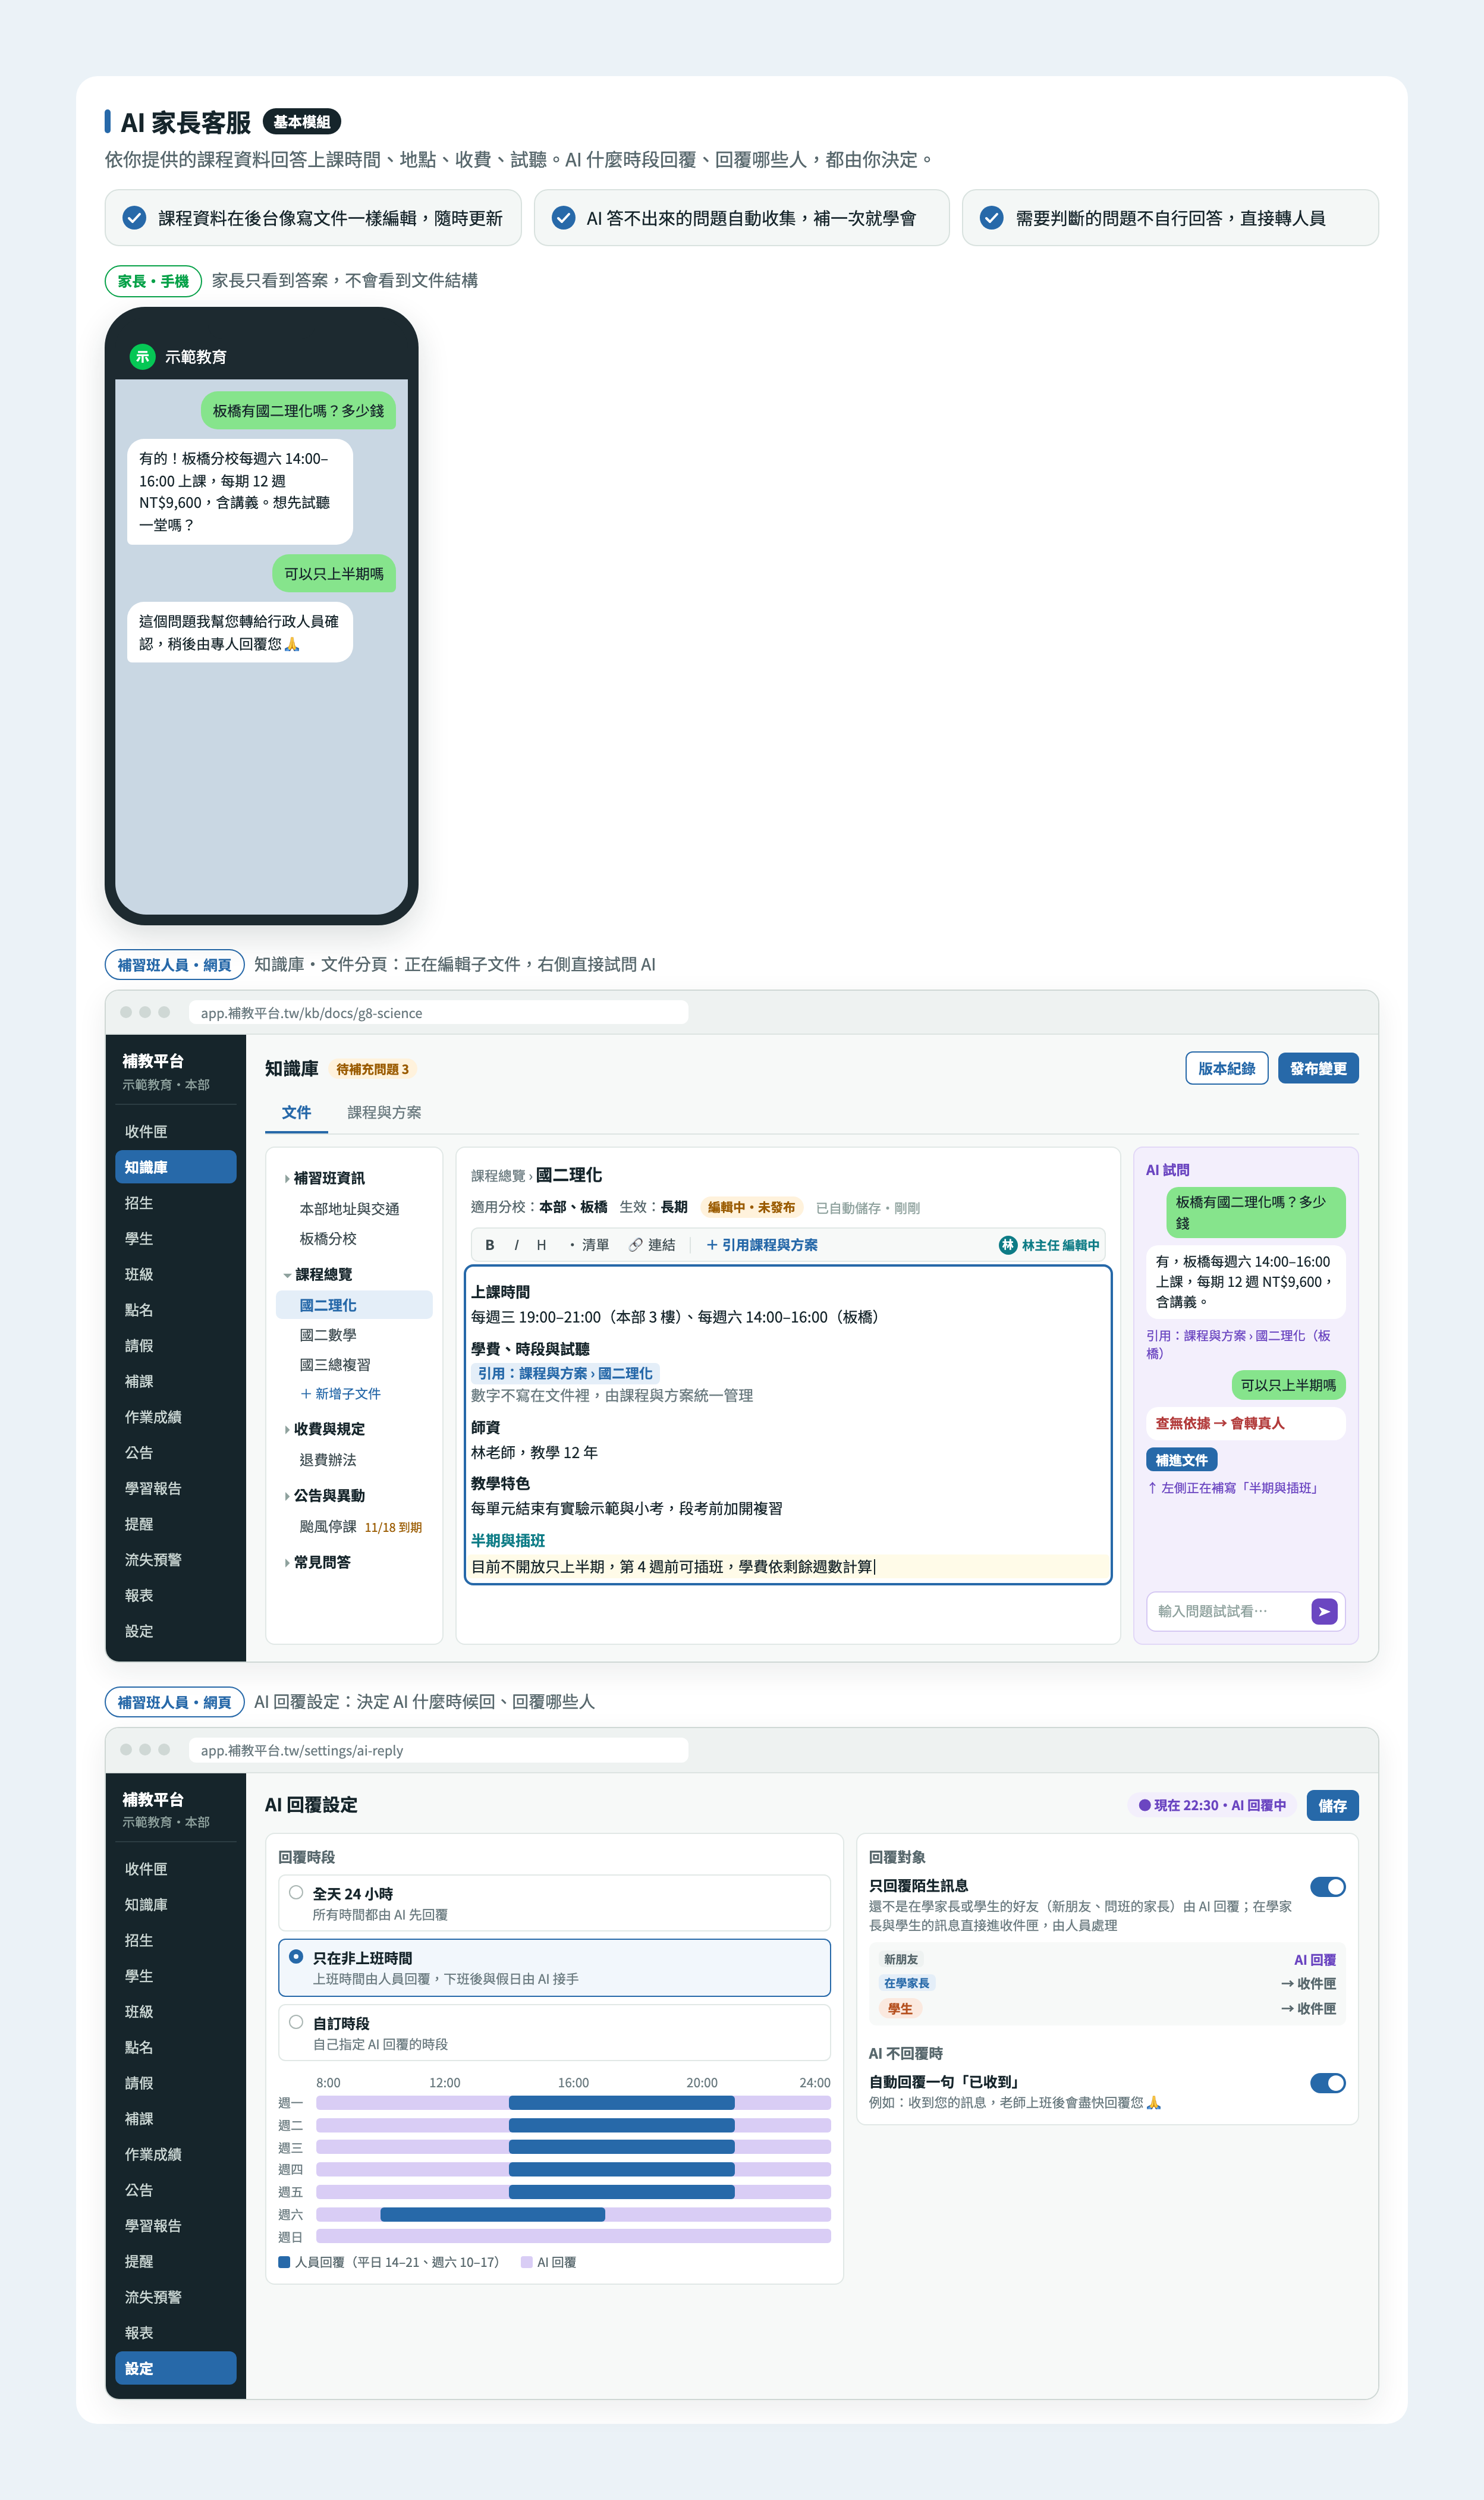 AI 家長客服 基本模組
依你提供的課程資料回答上課時間、地點、收費、試聽。AI 什麼時段回覆、回覆哪些人，都由你決定。
課程資料在後台像寫文件一樣編輯，隨時更新
AI 答不出來的問題自動收集，補一次就學會
需要判斷的問題不自行回答，直接轉人員
家長・手機 家長只看到答案，不會看到文件結構
示 示範教育
板橋有國二理化嗎？多少錢
有的！板橋分校每週六 14:00–
16:00 上課，每期 12 週
NT$9,600，含講義。想先試聽
一堂嗎？
可以只上半期嗎
這個問題我幫您轉給行政人員確
認，稍後由專人回覆您🙏
補習班人員・網頁 知識庫・文件分頁：正在編輯子文件，右側直接試問 AI
app.補教平台.tw/kb/docs/g8-science
補教平台
示範教育・本部
收件匣
知識庫
招生
學生
班級
點名
請假
補課
作業成績
公告
學習報告
提醒
流失預警
報表
設定
知識庫 待補充問題 3
版本紀錄 發布變更
文件 課程與方案
補習班資訊
本部地址與交通
板橋分校
課程總覽
國二理化
國二數學
國三總複習
＋ 新增子文件
收費與規定
退費辦法
公告與異動
颱風停課 11/18 到期
常見問答
課程總覽 › 國二理化
適用分校：本部、板橋 生效：長期 編輯中・未發布 已自動儲存・剛剛
B I H ・清單 🔗 連結 ＋ 引用課程與方案 林 林主任 編輯中
上課時間
每週三 19:00–21:00（本部 3 樓）、每週六 14:00–16:00（板橋）
學費、時段與試聽
引用：課程與方案 › 國二理化
數字不寫在文件裡，由課程與方案統一管理
師資
林老師，教學 12 年
教學特色
每單元結束有實驗示範與小考，段考前加開複習
半期與插班
目前不開放只上半期，第 4 週前可插班，學費依剩餘週數計算
AI 試問
板橋有國二理化嗎？多少
錢
有，板橋每週六 14:00–16:00
上課，每期 12 週 NT$9,600，
含講義。
引用：課程與方案 › 國二理化（板
橋）
可以只上半期嗎
查無依據 → 會轉真人
補進文件
↑ 左側正在補寫「半期與插班」
輸入問題試試看⋯
補習班人員・網頁 AI 回覆設定：決定 AI 什麼時候回、回覆哪些人
app.補教平台.tw/settings/ai-reply
補教平台
示範教育・本部
收件匣
知識庫
招生
學生
班級
點名
請假
補課
作業成績
公告
學習報告
提醒
流失預警
報表
設定
AI 回覆設定
現在 22:30・AI 回覆中 儲存
回覆時段
全天 24 小時
所有時間都由 AI 先回覆
只在非上班時間
上班時間由人員回覆，下班後與假日由 AI 接手
自訂時段
自己指定 AI 回覆的時段
8:00 12:00 16:00 20:00 24:00
週一
週二
週三
週四
週五
週六
週日
人員回覆（平日 14–21、週六 10–17） AI 回覆
回覆對象
只回覆陌生訊息
還不是在學家長或學生的好友（新朋友、問班的家長）由 AI 回覆；在學家
長與學生的訊息直接進收件匣，由人員處理
新朋友 AI 回覆
在學家長 → 收件匣
學生 → 收件匣
AI 不回覆時
自動回覆一句「已收到」
例如：收到您的訊息，老師上班後會盡快回覆您🙏